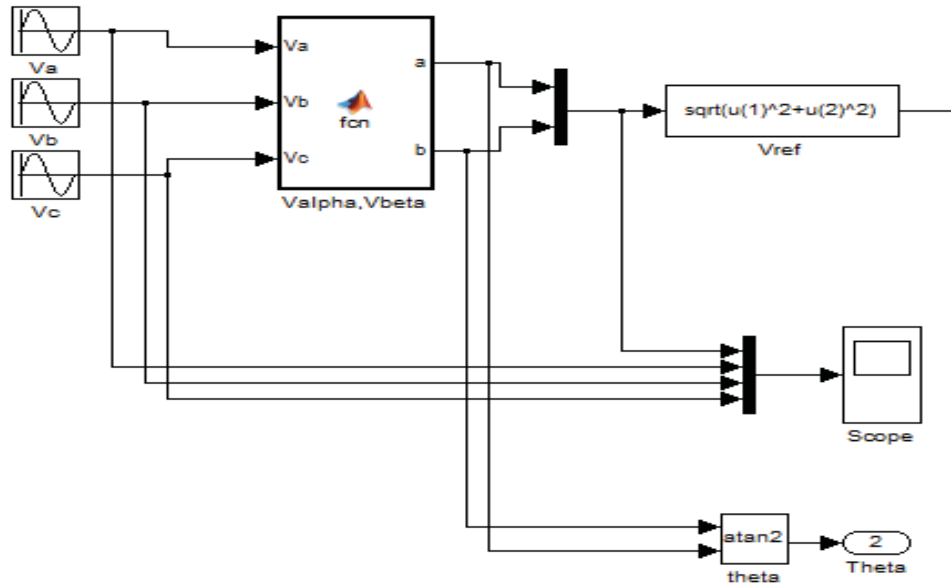 Va
Vb
Vc
Va
Vb
Vc
fcn
a
b
Valpha,Vbeta
sqrt(u(1)^2+u(2)^2)
Vref
Scope
atan2
theta
2
Theta